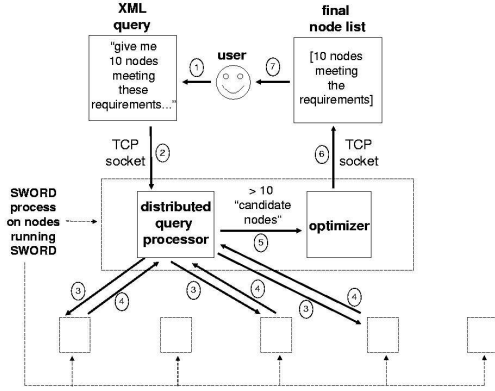 XML
query
final
node list
"give me
10 nodes
meeting
these
requirements..."
1
user
7
[10 nodes
meeting
the
requirements]
TCP
socket
2
6
TCP
socket
SWORD
process
on nodes
running
SWORD
distributed
query
processor
> 10
"candidate
nodes"
5
optimizer
3
4
3
4
3
4